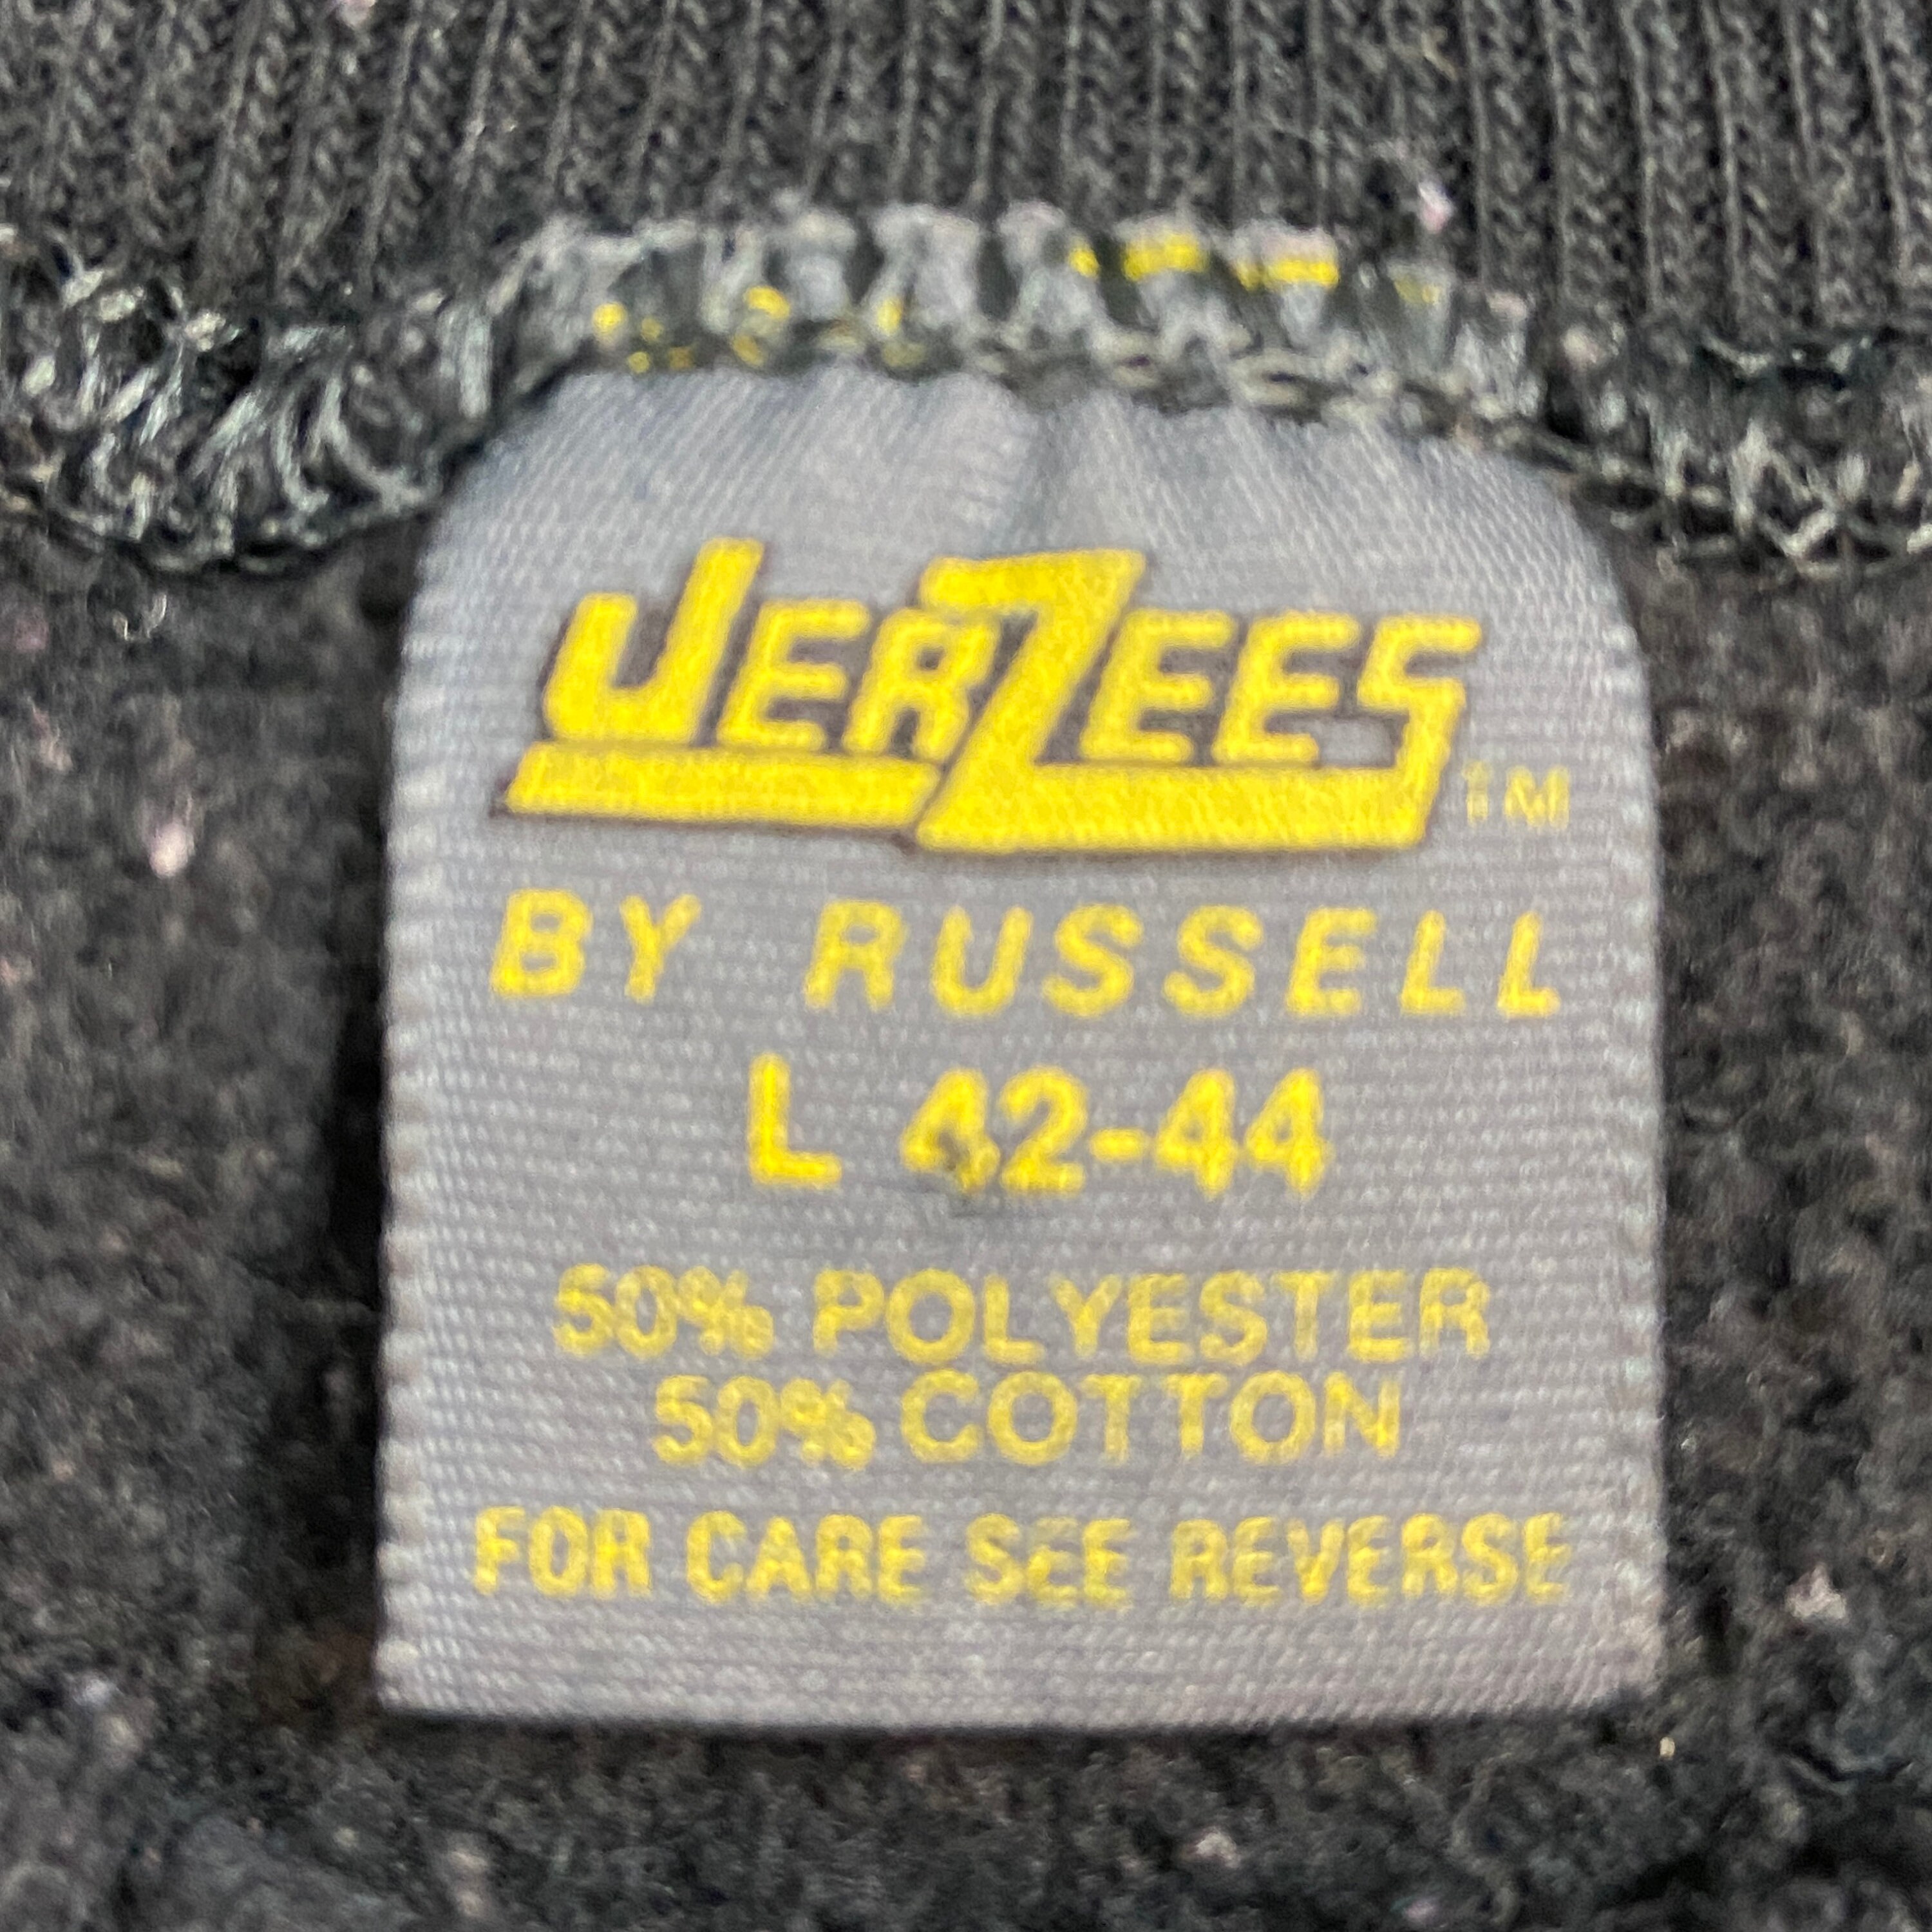 JERZEES TM
BY RUSSELL
L 42-44
50% POLYESTER
50% COTTON
FOR CARE SEE REVERSE